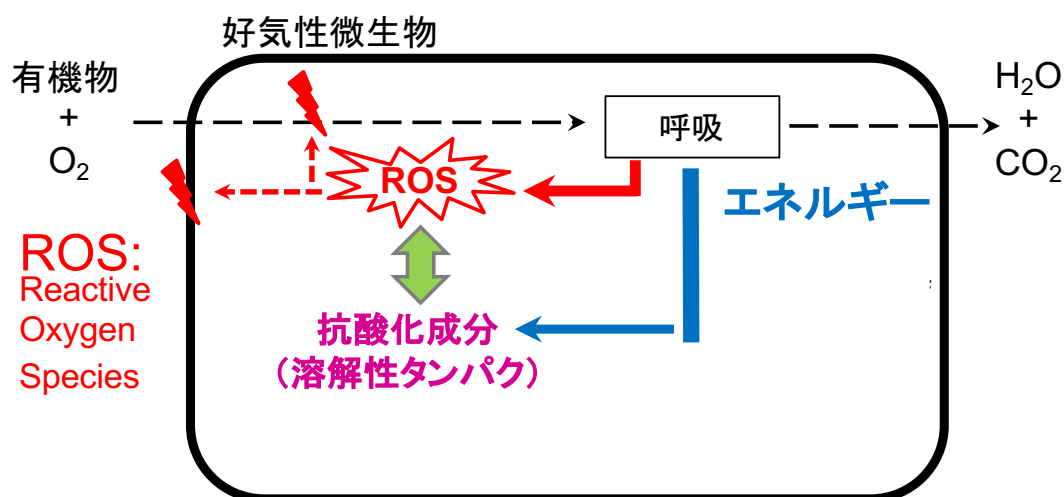 好気性微生物
有機物
+
O₂
呼吸
H₂O
+
CO₂
ROS
エネルギー
ROS:
Reactive
Oxygen
Species
:
抗酸化成分
(溶解性タンパク)